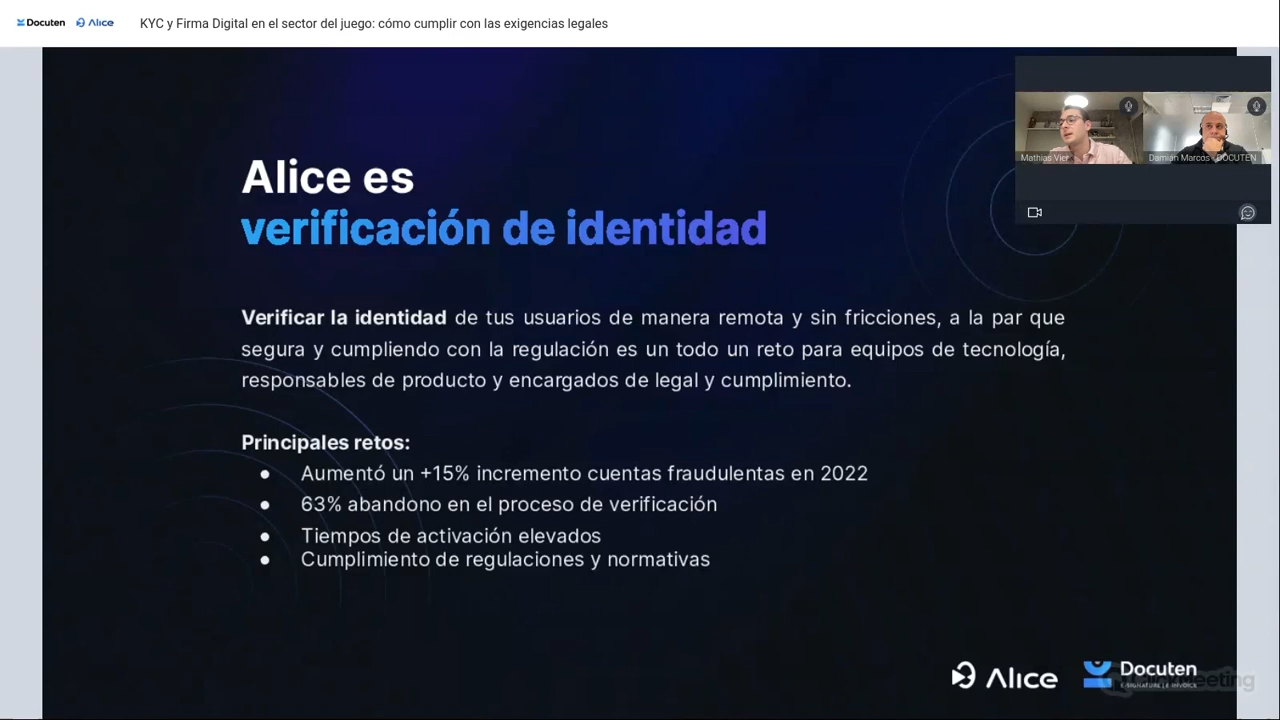 Docuten Alice KYC y Firma Digital en el sector del juego: cómo cumplir con las exigencias legales
Mathias Vier
Damian Marcos - DOCUTEN
Alice es
verificación de identidad
Verificar la identidad de tus usuarios de manera remota y sin fricciones, a la par que
segura y cumpliendo con la regulación es un todo un reto para equipos de tecnología,
responsables de producto y encargados de legal y cumplimiento.
Principales retos:
● Aumentó un +15% incremento cuentas fraudulentas en 2022
● 63% abandono en el proceso de verificación
● Tiempos de activación elevados
● Cumplimiento de regulaciones y normativas
Alice Docuten